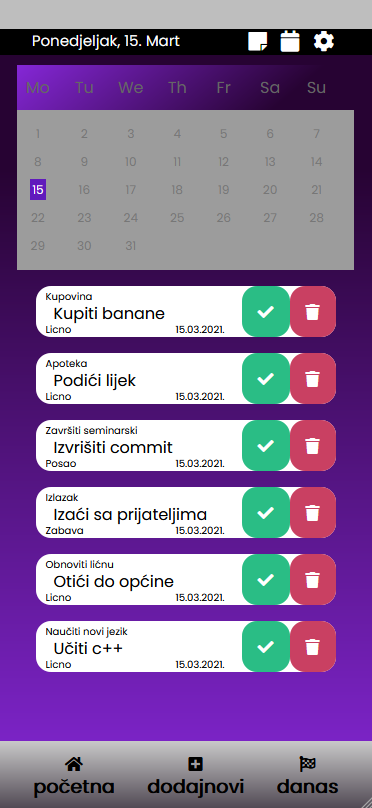 Ponedjeljak, 15. Mart
Mo Tu We Th Fr Sa Su
1 2 3 4 5 6 7
8 9 10 11 12 13 14
15 16 17 18 19 20 21
22 23 24 25 26 27 28
29 30 31
Kupovina
Kupiti banane
Licno 15.03.2021.
Apoteka
Podići lijek
Licno 15.03.2021.
Završiti seminarski
Izvrišiti commit
Posao 15.03.2021.
Izlazak
Izaći sa prijateljima
Zabava 15.03.2021.
Obnoviti lićnu
Otići do općine
Licno 15.03.2021.
Naučiti novi jezik
Učiti c++
Licno 15.03.2021.
početna dodajnovi danas